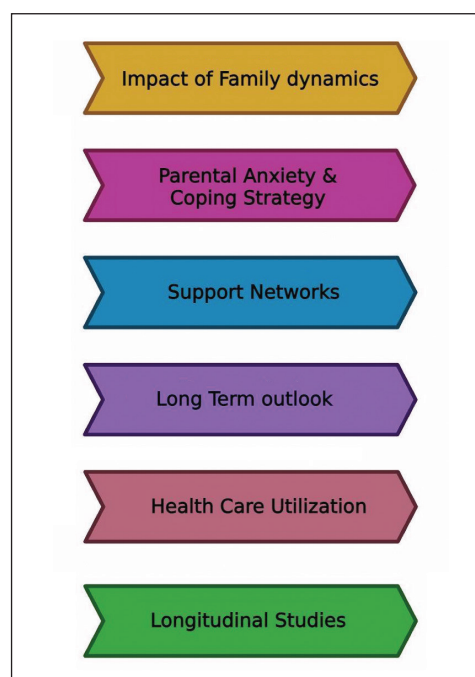 Impact of Family dynamics
Parental Anxiety &
Coping Strategy
Support Networks
Long Term outlook
Health Care Utilization
Longitudinal Studies